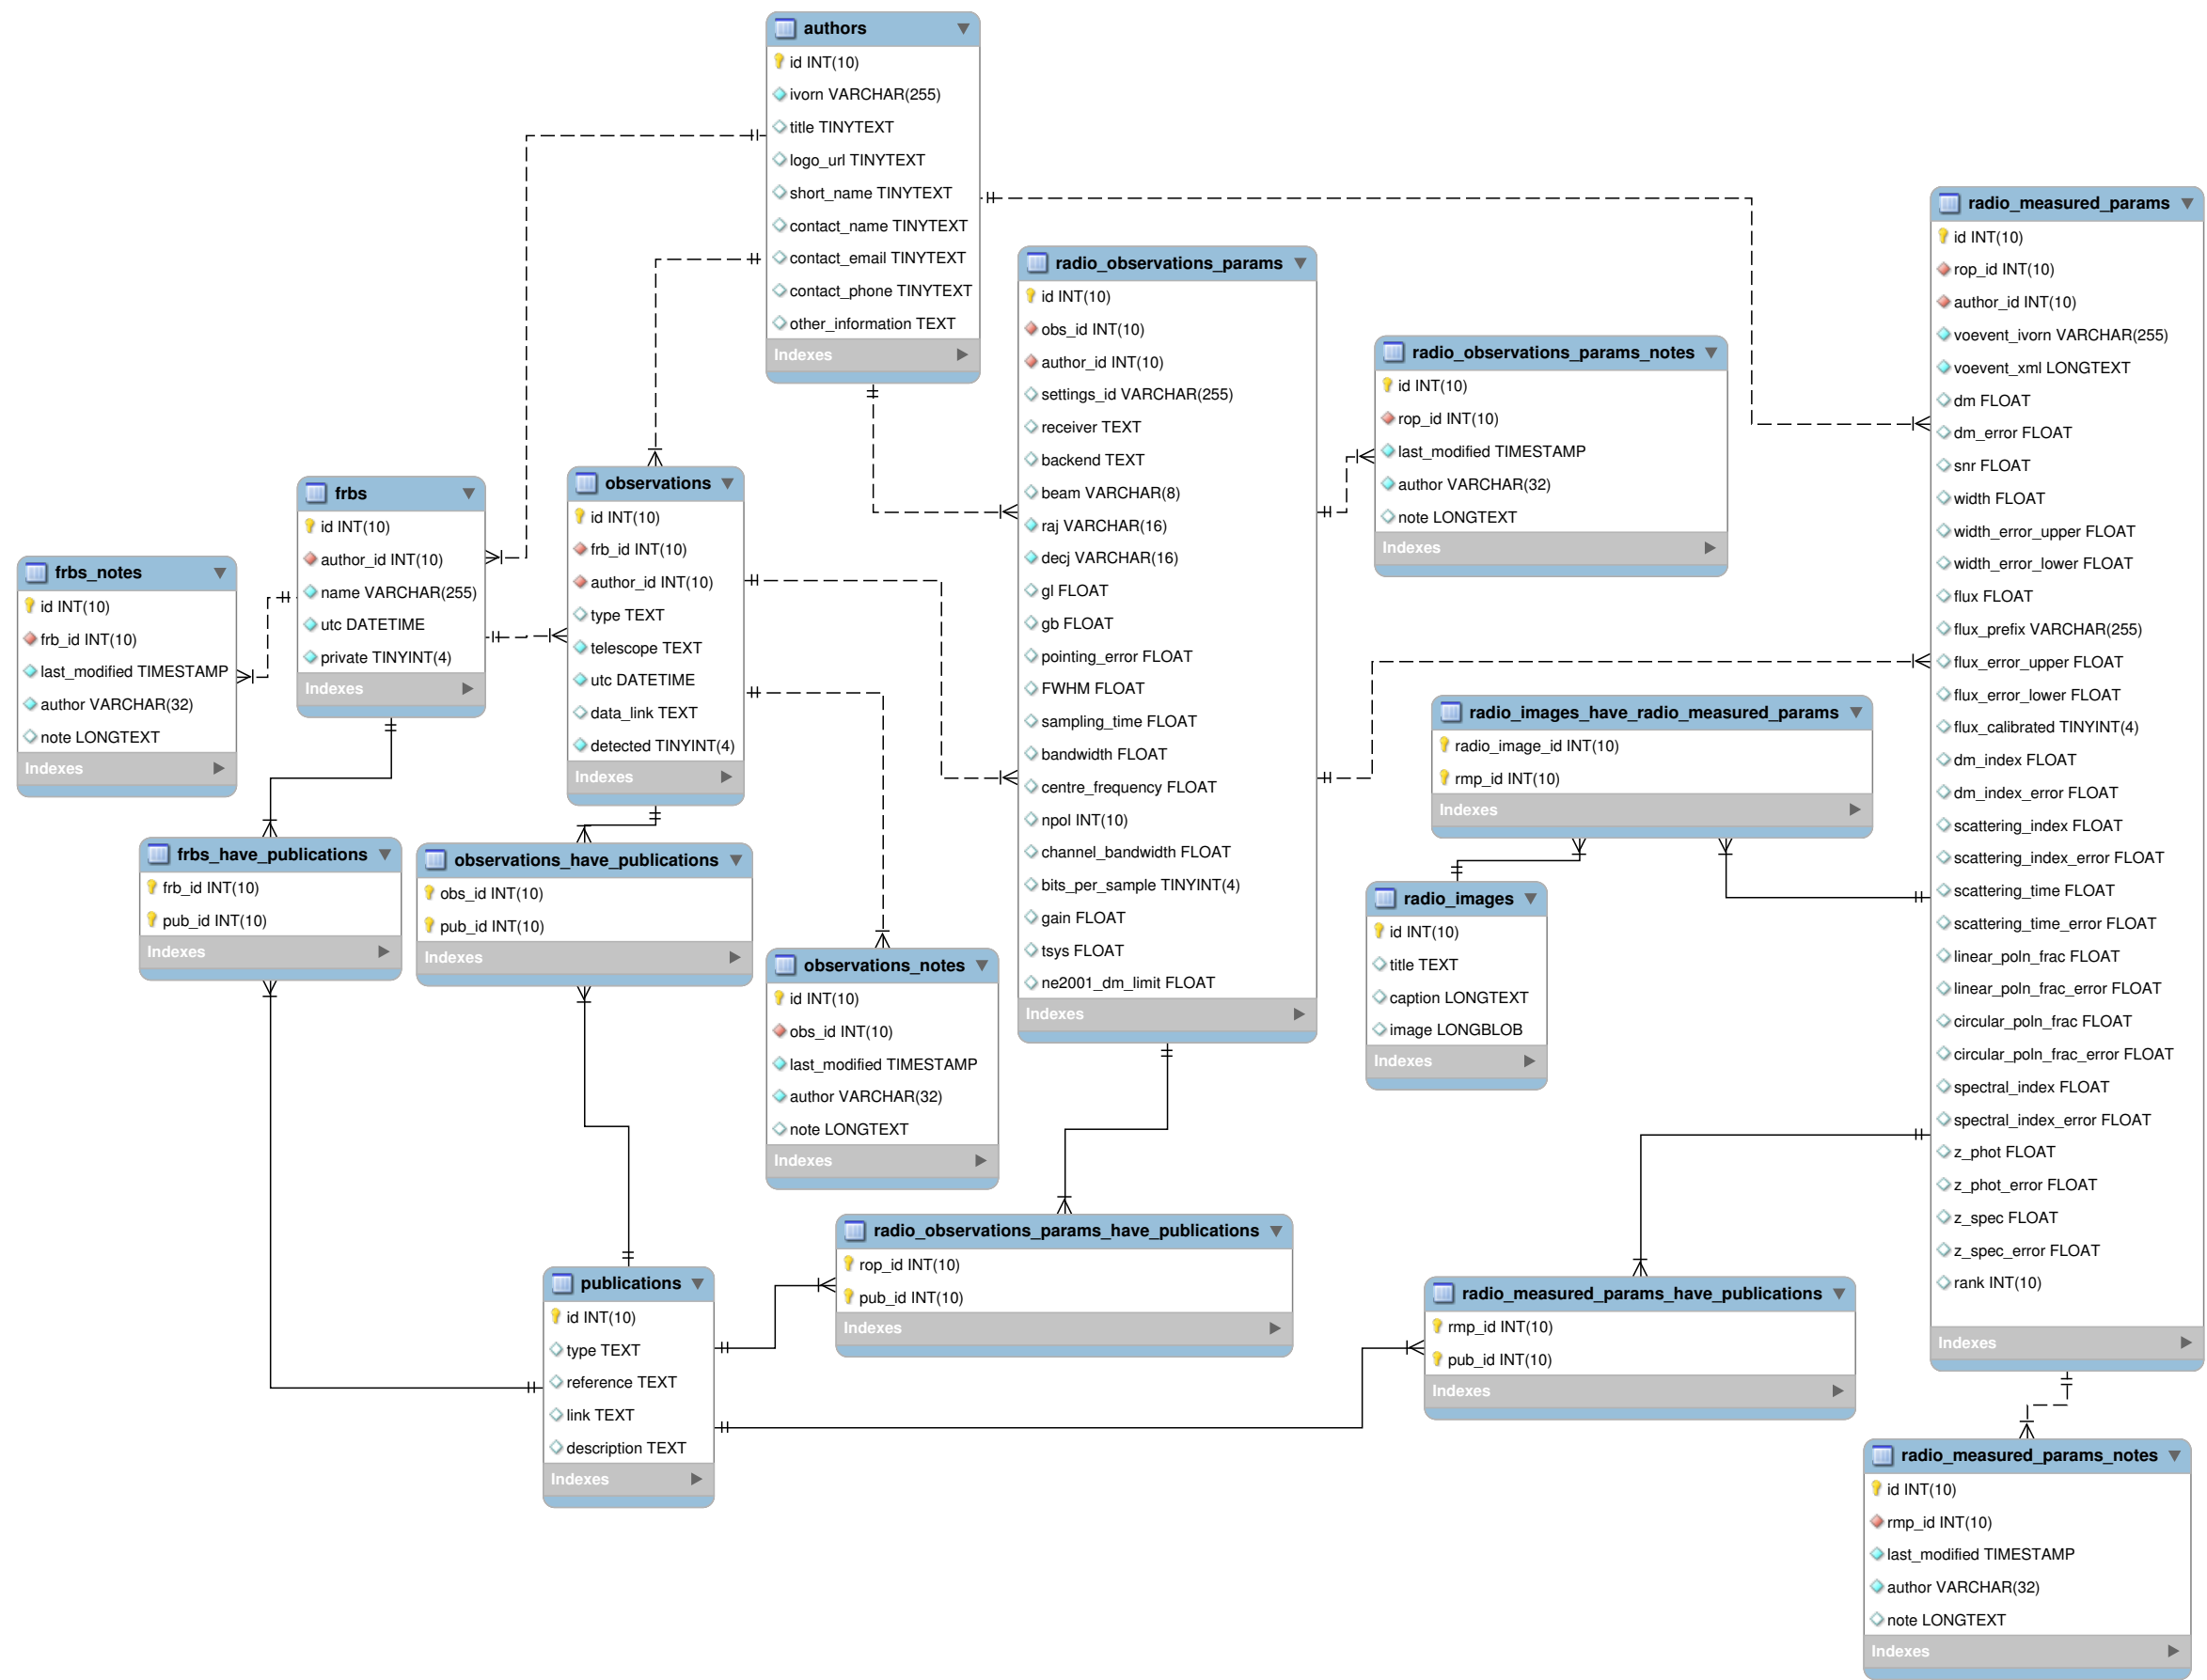 authors
id INT(10)
ivorn VARCHAR(255)
title TINYTEXT
logo_url TINYTEXT
short_name TINYTEXT
contact_name TINYTEXT
contact_email TINYTEXT
contact_phone TINYTEXT
other_information TEXT
Indexes
radio_measured_params
id INT(10)
rop_id INT(10)
author_id INT(10)
voevent_ivorn VARCHAR(255)
voevent_xml LONGTEXT
dm FLOAT
dm_error FLOAT
snr FLOAT
width FLOAT
width_error_upper FLOAT
width_error_lower FLOAT
flux FLOAT
flux_prefix VARCHAR(255)
flux_error_upper FLOAT
flux_error_lower FLOAT
flux_calibrated TINYINT(4)
dm_index FLOAT
dm_index_error FLOAT
scattering_index FLOAT
scattering_index_error FLOAT
scattering_time FLOAT
scattering_time_error FLOAT
linear_poln_frac FLOAT
linear_poln_frac_error FLOAT
circular_poln_frac FLOAT
circular_poln_frac_error FLOAT
spectral_index FLOAT
spectral_index_error FLOAT
z_phot FLOAT
z_phot_error FLOAT
z_spec FLOAT
z_spec_error FLOAT
rank INT(10)
Indexes
radio_observations_params
id INT(10)
obs_id INT(10)
author_id INT(10)
settings_id VARCHAR(255)
receiver TEXT
backend TEXT
beam VARCHAR(8)
raj VARCHAR(16)
decj VARCHAR(16)
gl FLOAT
gb FLOAT
pointing_error FLOAT
FWHM FLOAT
sampling_time FLOAT
bandwidth FLOAT
centre_frequency FLOAT
npol INT(10)
channel_bandwidth FLOAT
bits_per_sample TINYINT(4)
gain FLOAT
tsys FLOAT
ne2001_dm_limit FLOAT
Indexes
radio_observations_params_notes
id INT(10)
rop_id INT(10)
last_modified TIMESTAMP
author VARCHAR(32)
note LONGTEXT
Indexes
frbs
id INT(10)
author_id INT(10)
name VARCHAR(255)
utc DATETIME
private TINYINT(4)
Indexes
observations
id INT(10)
frb_id INT(10)
author_id INT(10)
type TEXT
telescope TEXT
utc DATETIME
data_link TEXT
detected TINYINT(4)
Indexes
frbs_notes
id INT(10)
frb_id INT(10)
last_modified TIMESTAMP
author VARCHAR(32)
note LONGTEXT
Indexes
radio_images_have_radio_measured_params
radio_image_id INT(10)
rmp_id INT(10)
Indexes
frbs_have_publications
frb_id INT(10)
pub_id INT(10)
Indexes
observations_have_publications
obs_id INT(10)
pub_id INT(10)
Indexes
radio_images
id INT(10)
title TEXT
caption LONGTEXT
image LONGBLOB
Indexes
observations_notes
id INT(10)
obs_id INT(10)
last_modified TIMESTAMP
author VARCHAR(32)
note LONGTEXT
Indexes
radio_observations_params_have_publications
rop_id INT(10)
pub_id INT(10)
Indexes
publications
id INT(10)
type TEXT
reference TEXT
link TEXT
description TEXT
Indexes
radio_measured_params_have_publications
rmp_id INT(10)
pub_id INT(10)
Indexes
radio_measured_params_notes
id INT(10)
rmp_id INT(10)
last_modified TIMESTAMP
author VARCHAR(32)
note LONGTEXT
Indexes